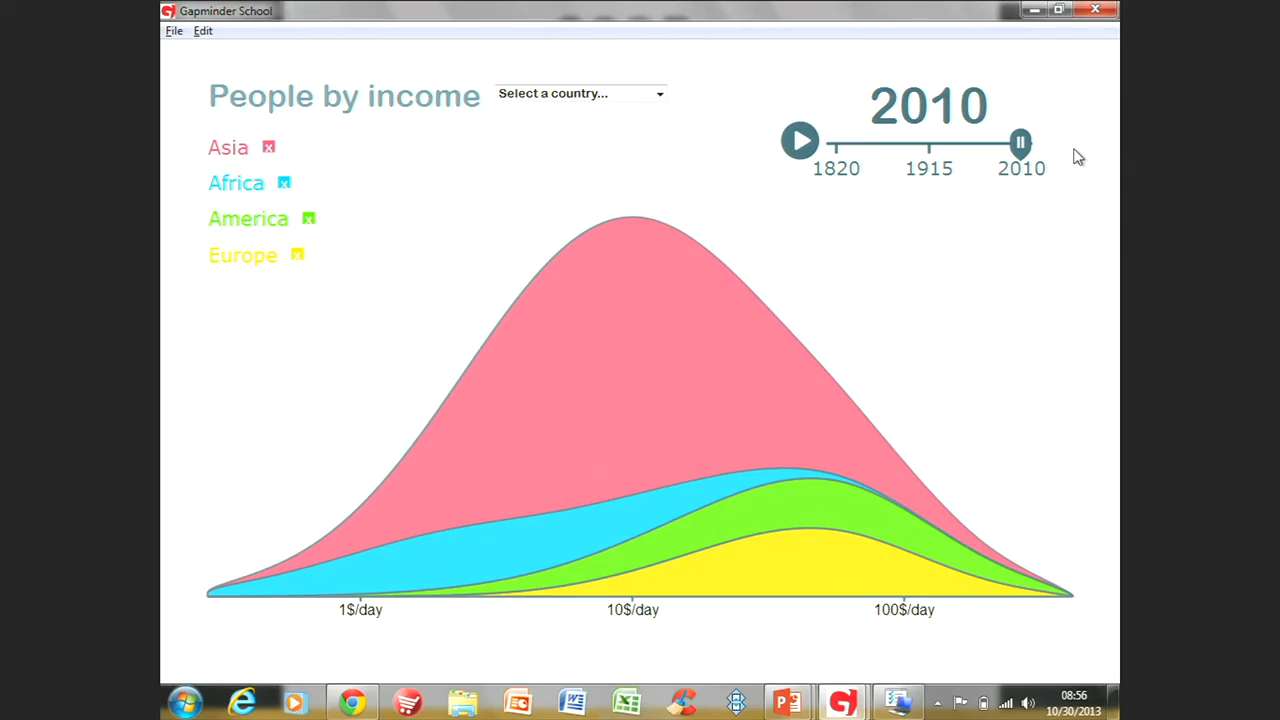 Gapminder School
File Edit
People by income
Select a country...
2010
1820 1915 2010
Asia x
Africa x
America x
Europe x
1$/day 10$/day 100$/day
08:56
10/30/2013